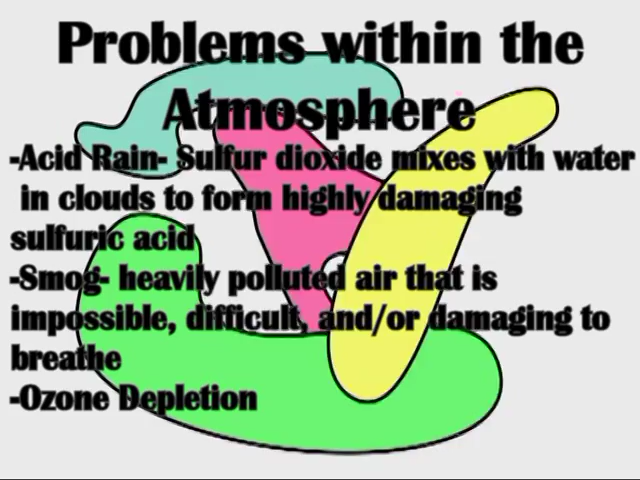 Problems within the
Atmosphere
-Acid Rain- Sulfur dioxide mixes with water
in clouds to form highly damaging
sulfuric acid
-Smog- heavily polluted air that is
impossible, difficult, and/or damaging to
breathe
-Ozone Depletion